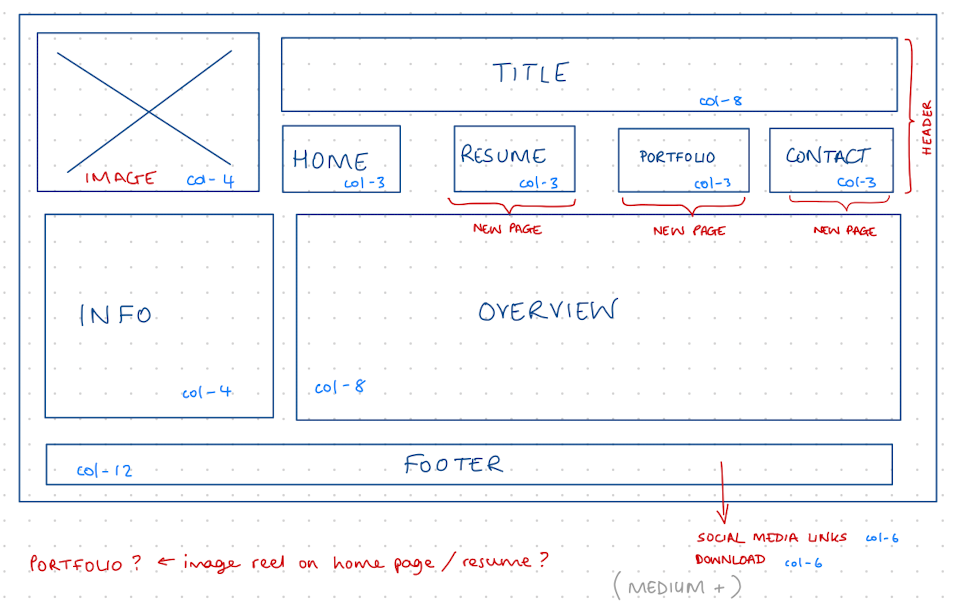 TITLE
col-8
HEADER
HOME
col-3
RESUME
col-3
PORTFOLIO
col-3
CONTACT
col-3
IMAGE col-4
NEW PAGE
NEW PAGE
NEW PAGE
INFO
col-4
OVERVIEW
col-8
FOOTER
col-12
SOCIAL MEDIA LINKS col-6
DOWNLOAD col-6
PORTFOLIO? ← image reel on home page / resume?
(MEDIUM +)